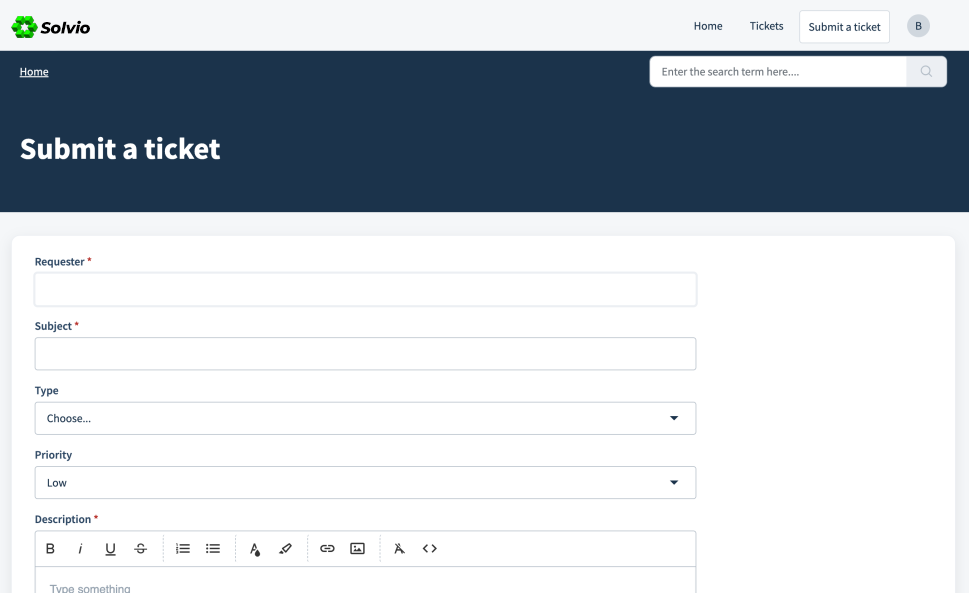 Solvio
Home Tickets Submit a ticket B
Home
Enter the search term here....
Submit a ticket
Requester *
Subject *
Type
Choose...
Priority
Low
Description *
B i U S A
Type something